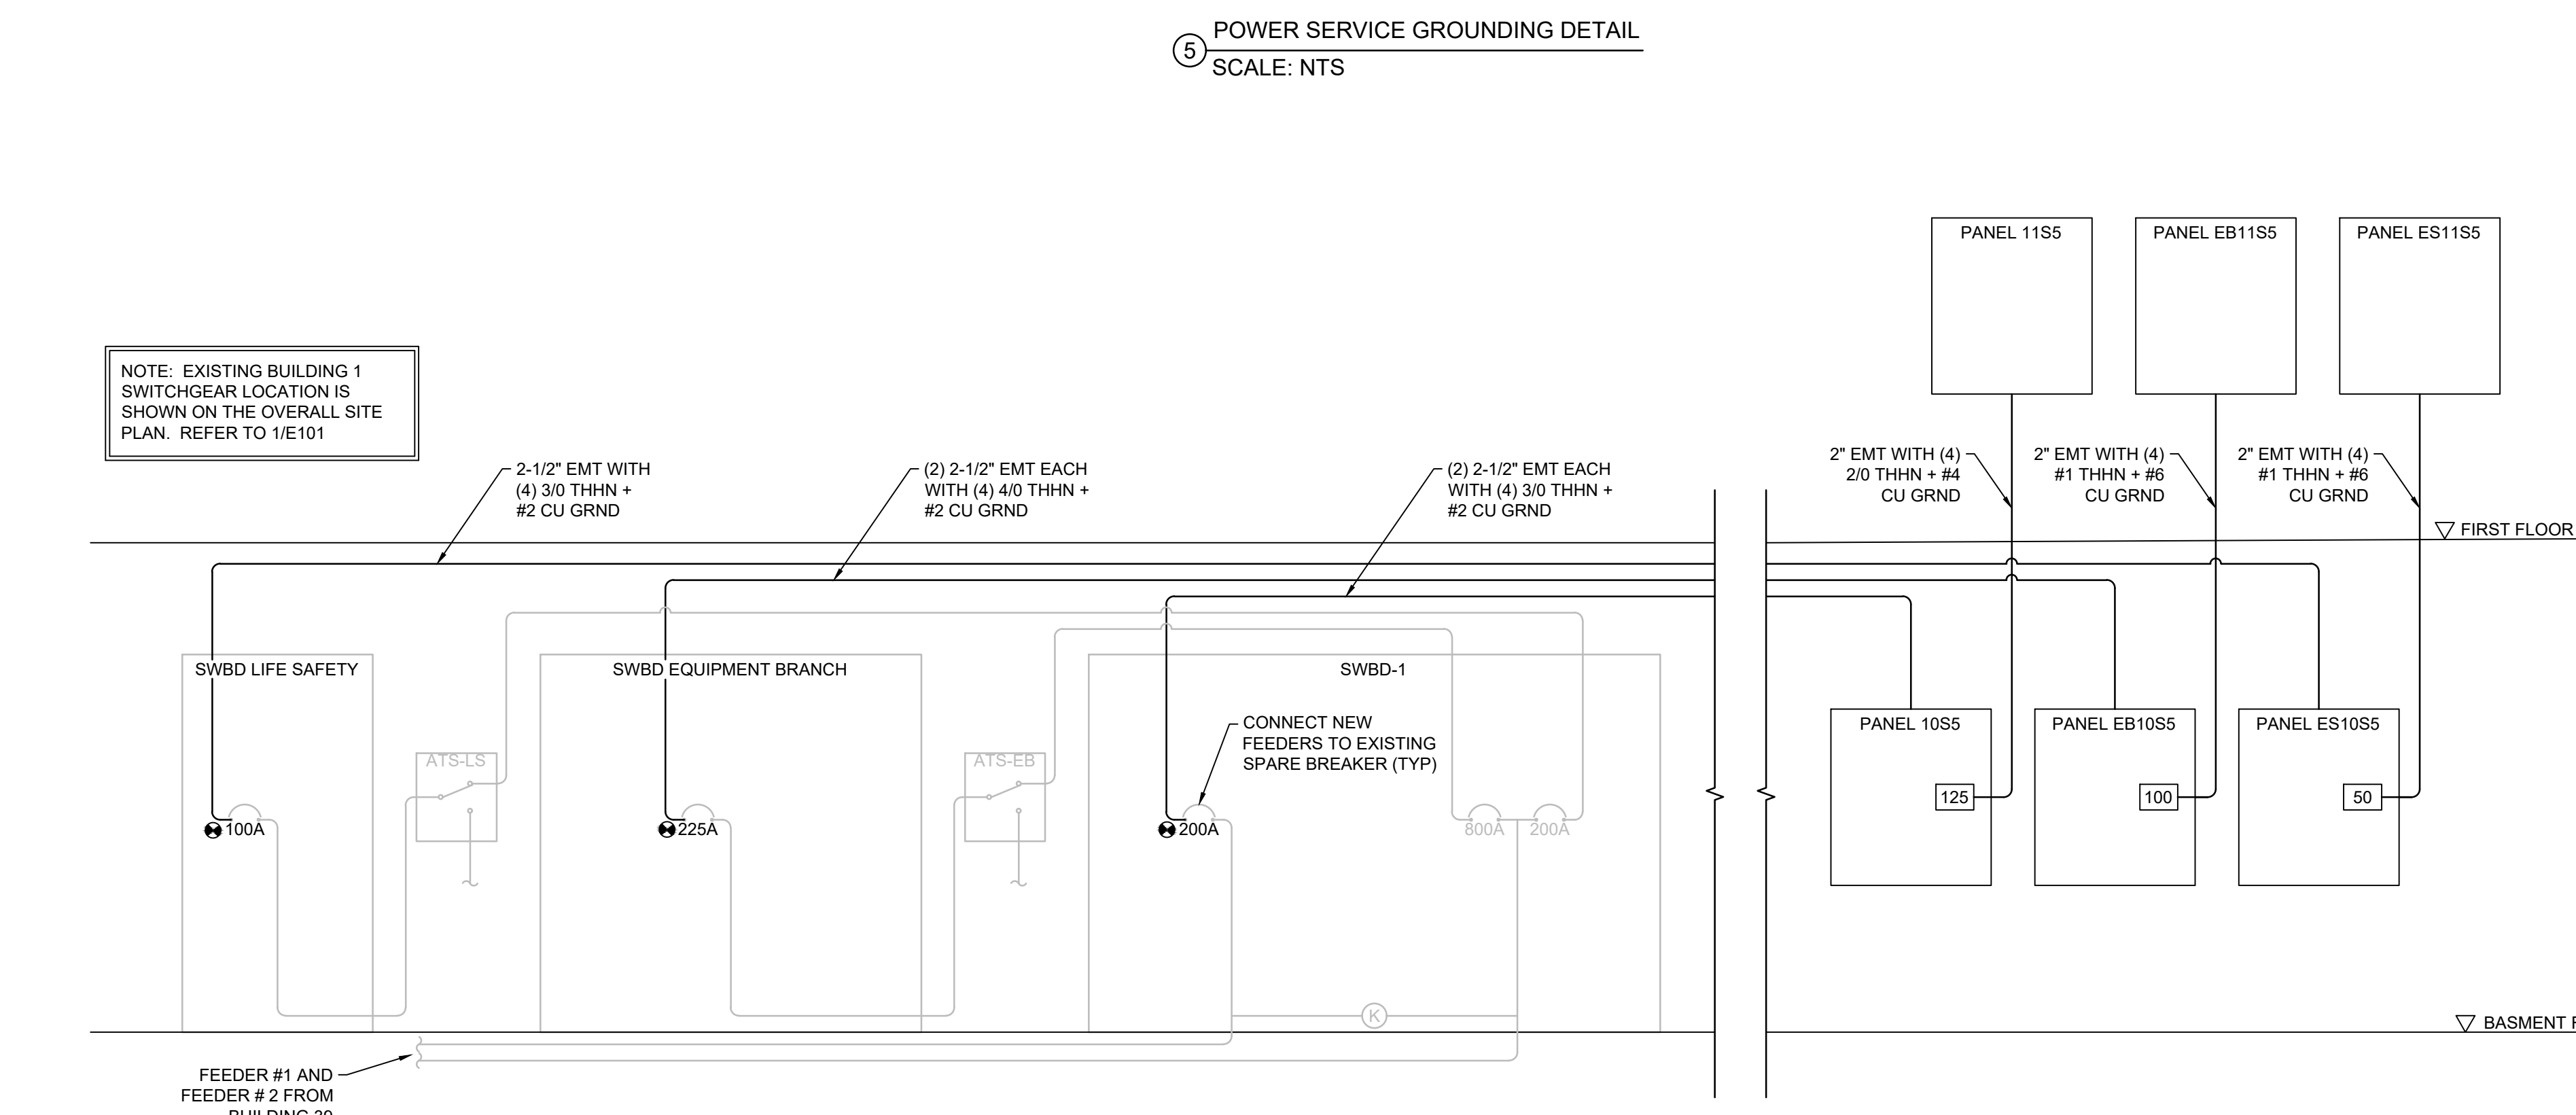 POWER SERVICE GROUNDING DETAIL
5
SCALE: NTS
PANEL 11S5
PANEL EB11S5
PANEL ES11S5
NOTE: EXISTING BUILDING 1
SWITCHGEAR LOCATION IS
SHOWN ON THE OVERALL SITE
PLAN. REFER TO 1/E101
2-1/2" EMT WITH
(4) 3/0 THHN +
#2 CU GRND
(2) 2-1/2" EMT EACH
WITH (4) 4/0 THHN +
#2 CU GRND
(2) 2-1/2" EMT EACH
WITH (4) 3/0 THHN +
#2 CU GRND
2" EMT WITH (4)
2/0 THHN + #4
CU GRND
2" EMT WITH (4)
#1 THHN + #6
CU GRND
2" EMT WITH (4)
#1 THHN + #6
CU GRND
FIRST FLOOR
SWBD LIFE SAFETY
SWBD EQUIPMENT BRANCH
SWBD-1
CONNECT NEW
FEEDERS TO EXISTING
SPARE BREAKER (TYP)
PANEL 10S5
PANEL EB10S5
PANEL ES10S5
ATS-LS
ATS-EB
125
100
50
100A
225A
200A
800A
200A
K
BASMENT F
FEEDER #1 AND
FEEDER # 2 FROM
BUILDING 39